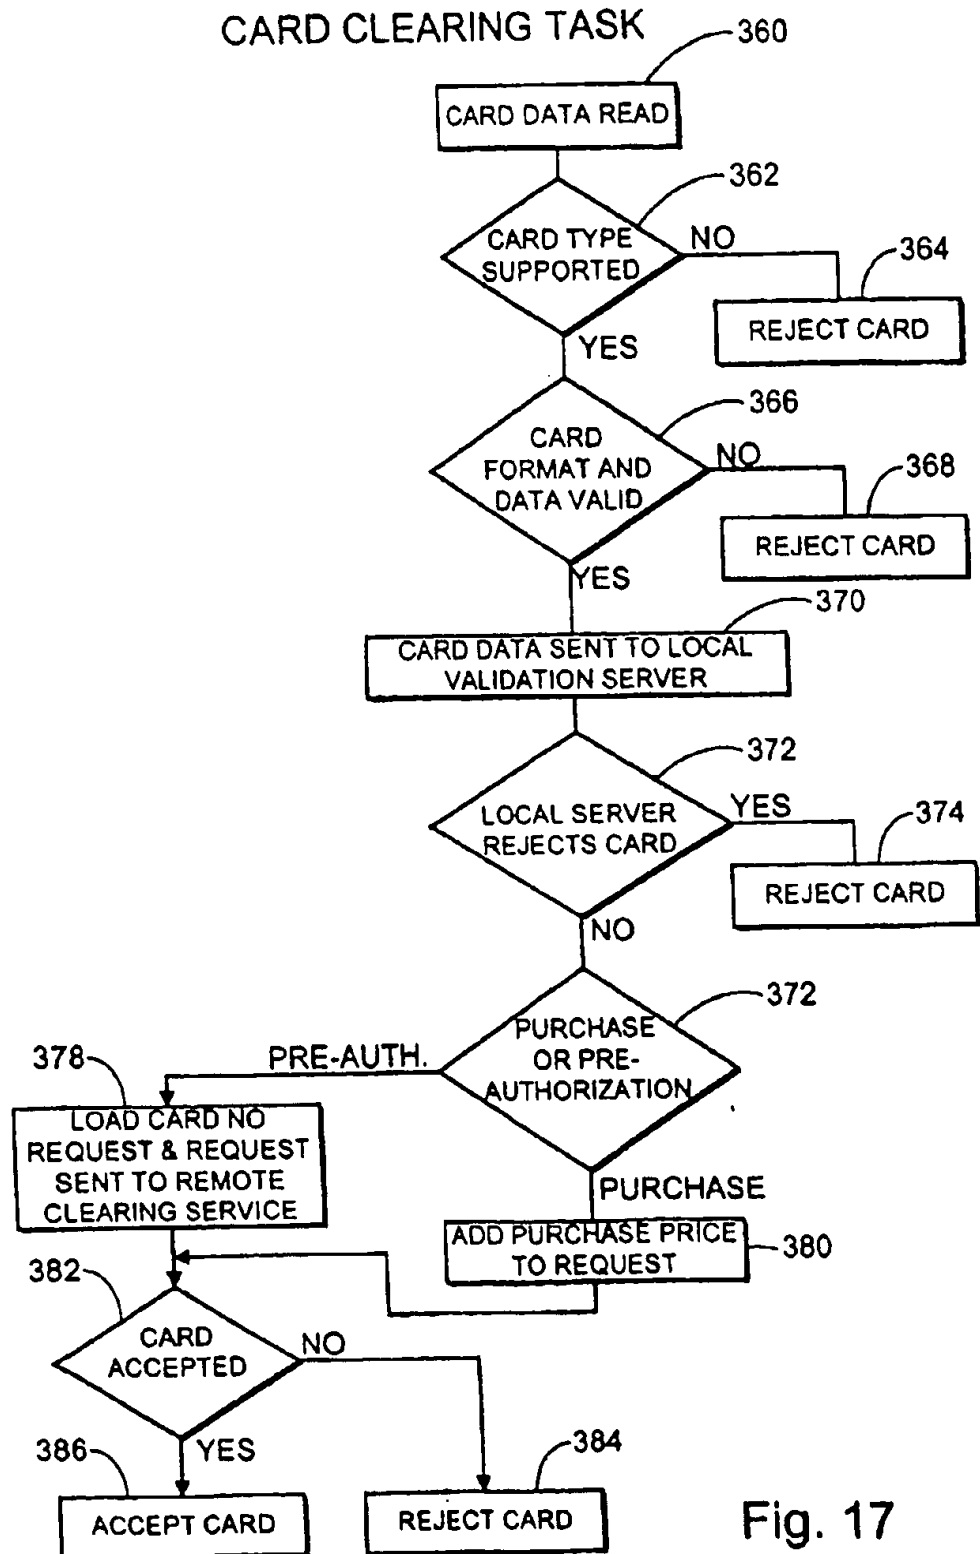 CARD CLEARING TASK
360
CARD DATA READ
362
CARD TYPE
SUPPORTED
NO
364
REJECT CARD
YES
366
CARD
FORMAT AND
DATA VALID
NO
368
REJECT CARD
YES
370
CARD DATA SENT TO LOCAL
VALIDATION SERVER
372
LOCAL SERVER
REJECTS CARD
YES
374
REJECT CARD
NO
372
PURCHASE
OR PRE-
AUTHORIZATION
PRE-AUTH.
378
LOAD CARD NO
REQUEST & REQUEST
SENT TO REMOTE
CLEARING SERVICE
PURCHASE
ADD PURCHASE PRICE
TO REQUEST
380
382
CARD
ACCEPTED
NO
YES
386
ACCEPT CARD
384
REJECT CARD
Fig. 17